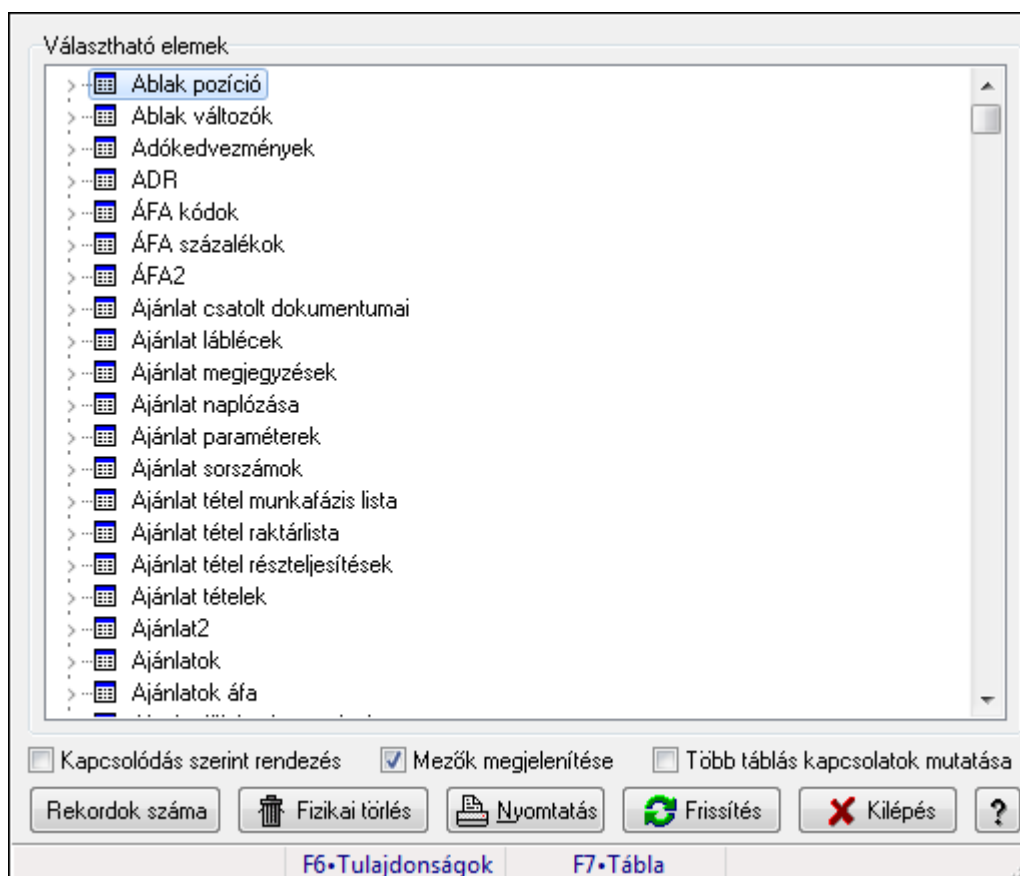 Választható elemek
Ablak pozíció
Ablak változók
Adókedvezmények
ADR
ÁFA kódok
ÁFA százalékok
ÁFA2
Ajánlat csatolt dokumentumai
Ajánlat láblécek
Ajánlat megjegyzések
Ajánlat naplózása
Ajánlat paraméterek
Ajánlat sorszámok
Ajánlat tétel munkafázis lista
Ajánlat tétel raktárlista
Ajánlat tétel részteljesítések
Ajánlat tételek
Ajánlat2
Ajánlatok
Ajánlatok áfa
Kapcsolódás szerint rendezés Mezők megjelenítése Több táblás kapcsolatok mutatása
Rekordok száma Fizikai törlés Nyomtatás Frissítés Kilépés ?
F6•Tulajdonságok F7•Tábla